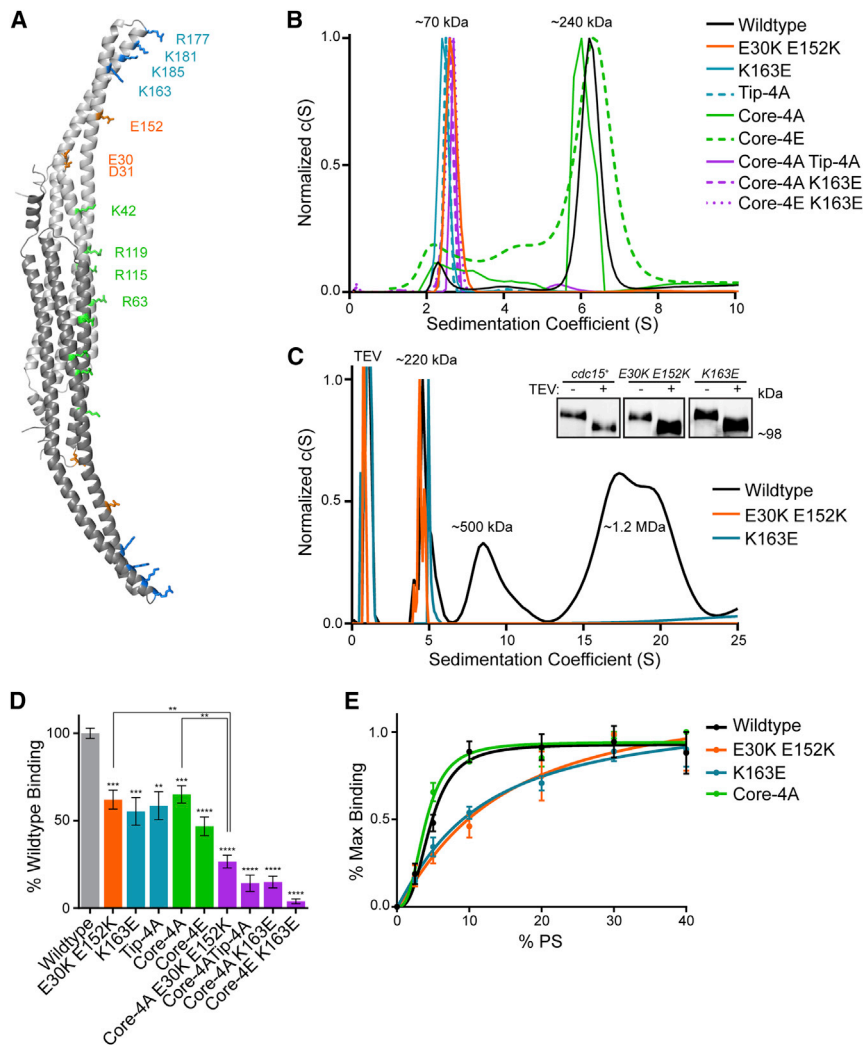 A
R177
K181
K185
K163
E152
E30
D31
K42
R119
R115
R63
B
~70 kDa
~240 kDa
Normalized c(S)
1.0
0.5
0.0
0 2 4 6 8 10
Sedimentation Coefficient (S)
Wildtype
E30K E152K
K163E
Tip-4A
Core-4A
Core-4E
Core-4A Tip-4A
Core-4A K163E
Core-4E K163E
C
TEV
~220 kDa
~500 kDa
~1.2 MDa
Normalized c(S)
1.0
0.5
0.0
0 5 10 15 20 25
Sedimentation Coefficient (S)
cdc15+ E30K E152K K163E
TEV: - + - + - + kDa
~98
Wildtype
E30K E152K
K163E
D
% Wildtype Binding
100
50
0
** **
*** *** ** *** **** **** **** **** ****
Wildtype
E30K E152K
K163E
Tip-4A
Core-4A
Core-4E
Core-4A E30K E152K
Core-4ATip-4A
Core-4A K163E
Core-4E K163E
E
% Max Binding
1.0
0.5
0.0
0 10 20 30 40
% PS
Wildtype
E30K E152K
K163E
Core-4A